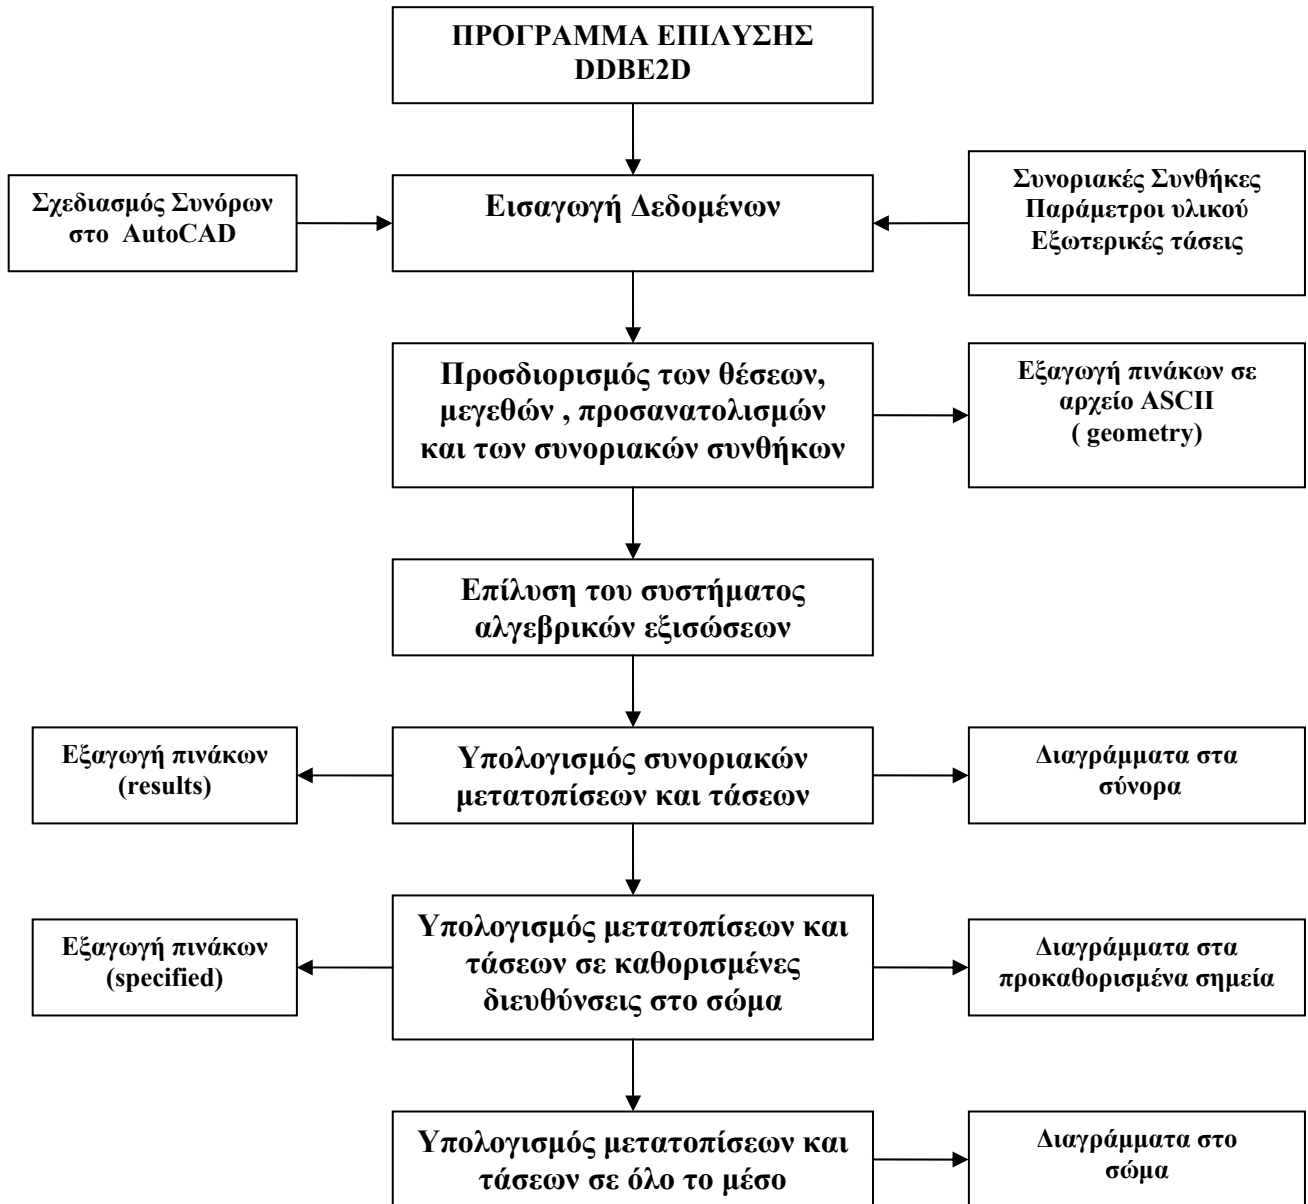 ΠΡΟΓΡΑΜΜΑ ΕΠΙΛΥΣΗΣ
DDBE2D
Σχεδιασμός Συνόρων
στο AutoCAD
Εισαγωγή Δεδομένων
Συνοριακές Συνθήκες
Παράμετροι υλικού
Εξωτερικές τάσεις
Προσδιορισμός των θέσεων,
μεγεθών , προσανατολισμών
και των συνοριακών συνθήκων
Εξαγωγή πινάκων σε
αρχείο ASCII
( geometry)
Επίλυση του συστήματος
αλγεβρικών εξισώσεων
Εξαγωγή πινάκων
(results)
Υπολογισμός συνοριακών
μετατοπίσεων και τάσεων
Διαγράμματα στα
σύνορα
Εξαγωγή πινάκων
(specified)
Υπολογισμός μετατοπίσεων και
τάσεων σε καθορισμένες
διευθύνσεις στο σώμα
Διαγράμματα στα
προκαθορισμένα σημεία
Υπολογισμός μετατοπίσεων και
τάσεων σε όλο το μέσο
Διαγράμματα στο
σώμα